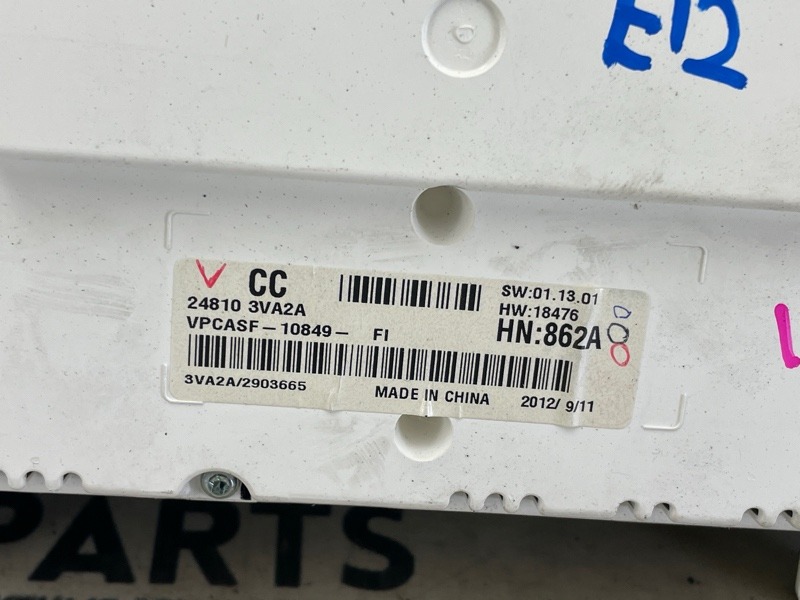 E12
CC
24810 3VA2A
VPCASF-10849- FI
SW:01.13.01
HW:18476
HN:862A
3VA2A/2903665
MADE IN CHINA
2012/ 9/11
PARTS